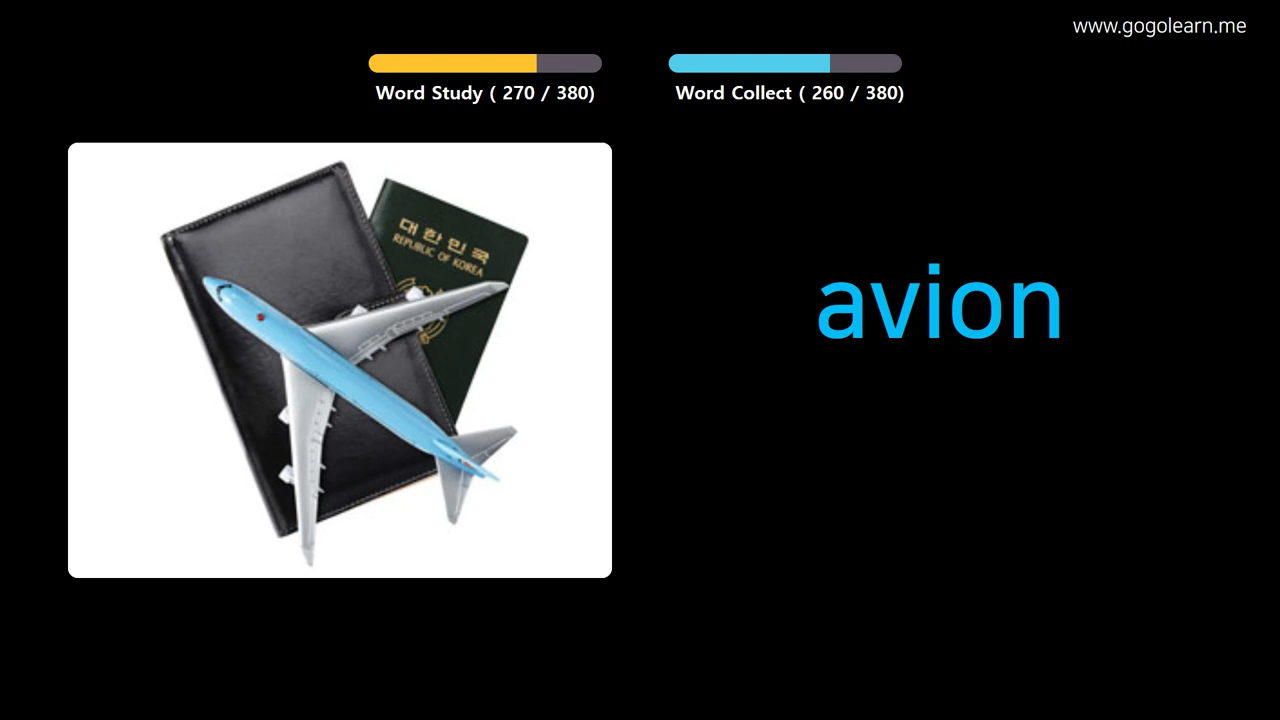 www.gogolearn.me
Word Study ( 270 / 380)
Word Collect ( 260 / 380)
대한민국
REPUBLIC OF KOREA
avion